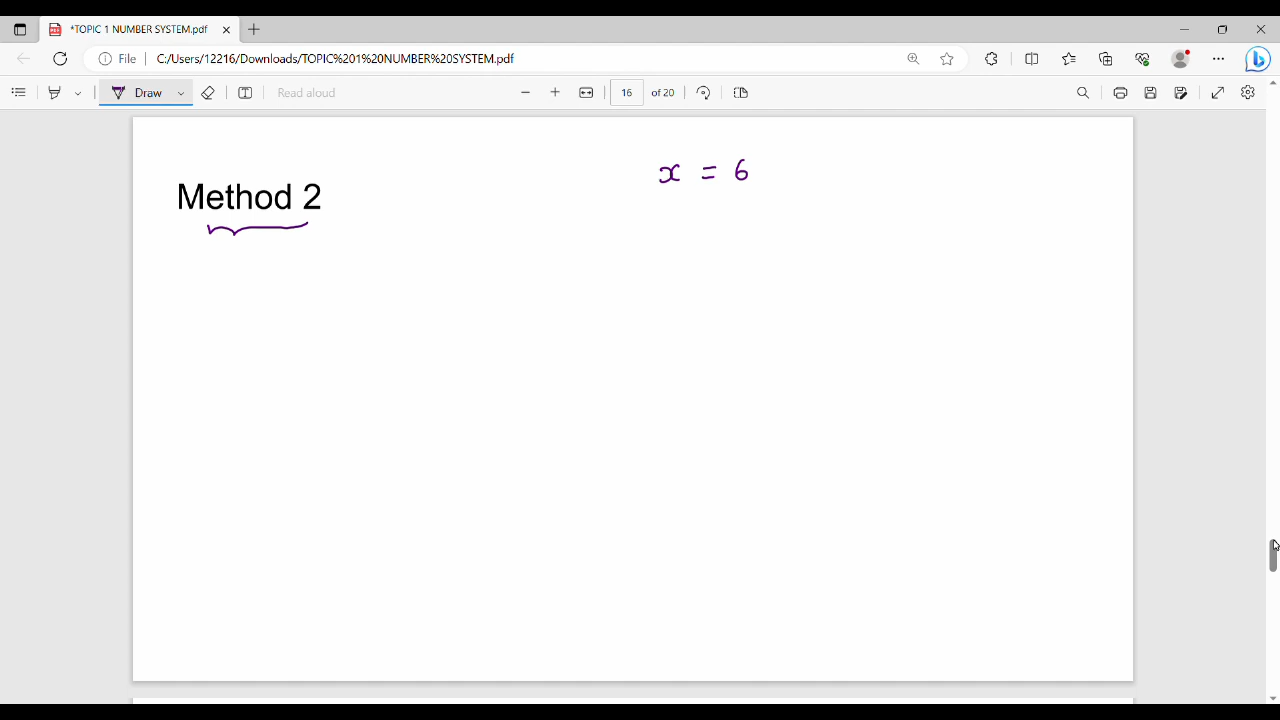 *TOPIC 1 NUMBER SYSTEM.pdf
File C:/Users/12216/Downloads/TOPIC%201%20NUMBER%20SYSTEM.pdf
Draw Read aloud 16 of 20
x = 6
Method 2